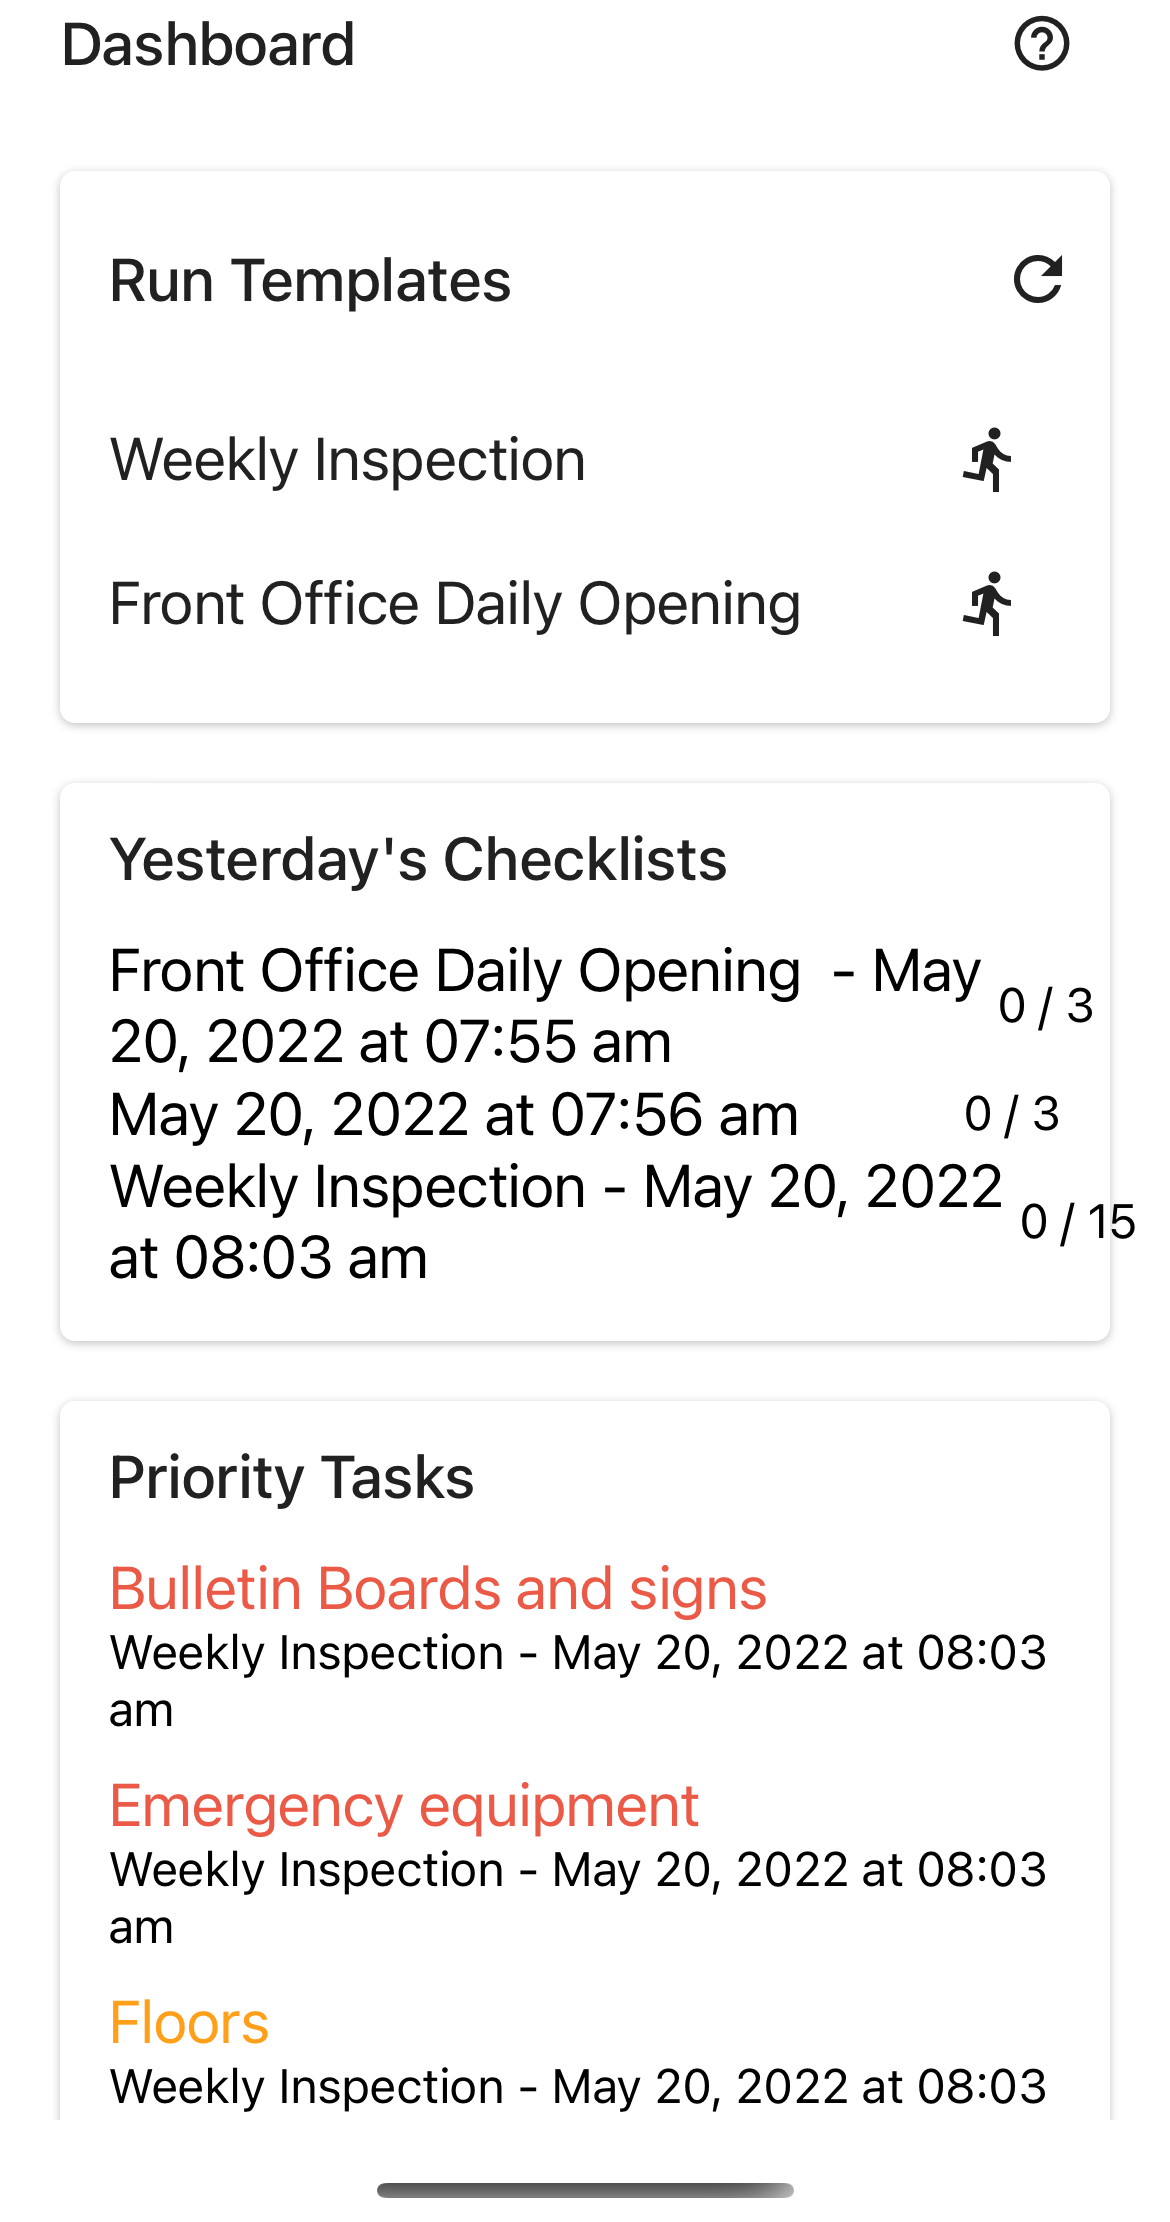 Dashboard
Run Templates
Weekly Inspection
Front Office Daily Opening
Yesterday's Checklists
Front Office Daily Opening  - May
20, 2022 at 07:55 am
0 / 3
May 20, 2022 at 07:56 am
0 / 3
Weekly Inspection - May 20, 2022
at 08:03 am
0 / 15
Priority Tasks
Bulletin Boards and signs
Weekly Inspection - May 20, 2022 at 08:03
am
Emergency equipment
Weekly Inspection - May 20, 2022 at 08:03
am
Floors
Weekly Inspection - May 20, 2022 at 08:03